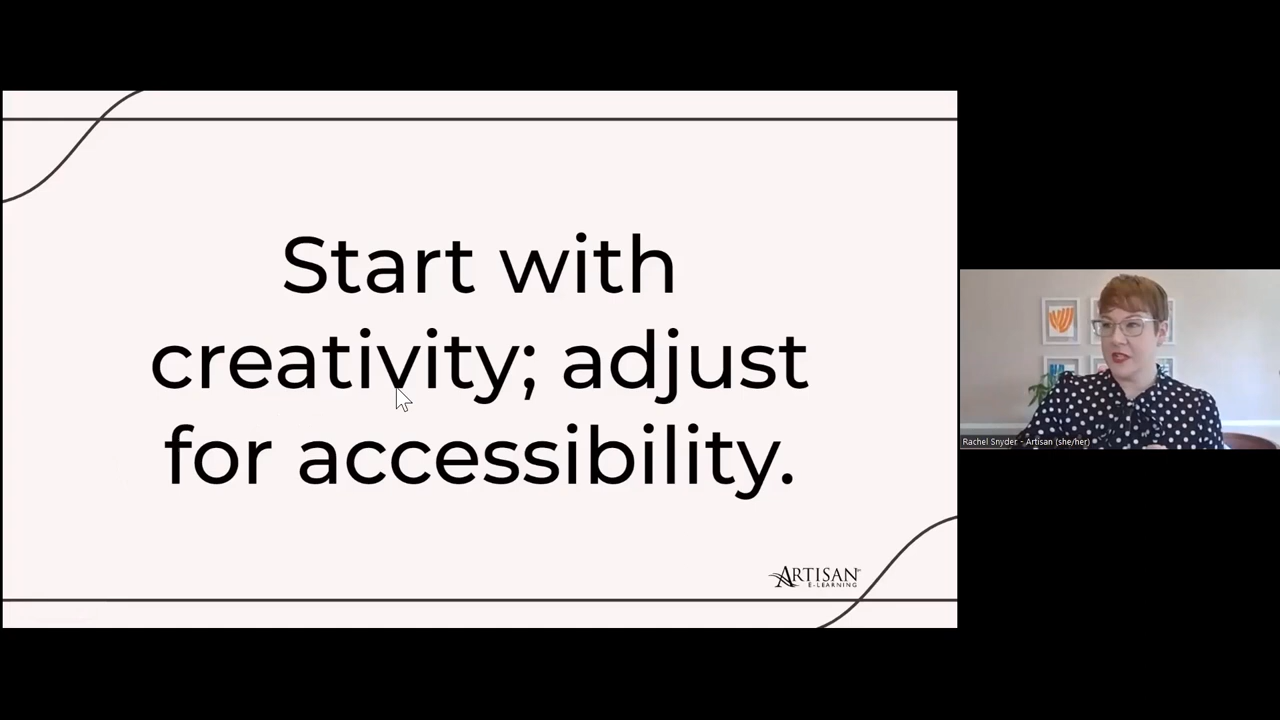 Start with
creativity; adjust
for accessibility.
ARTISAN
E-LEARNING
Rachel Snyder - Artisan (she/her)